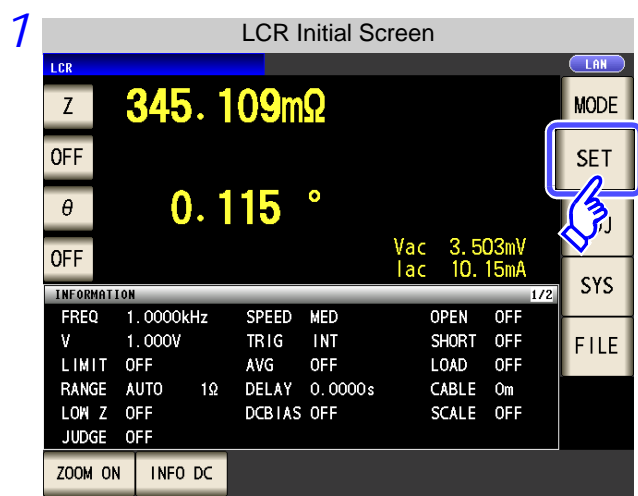 1
LCR Initial Screen
LCR
LAN
Z 345.109mΩ
MODE
OFF
SET
θ 0.115 °
OFF
Vac 3.503mV
Iac 10.15mA
SYS
INFORMATION 1/2
FREQ 1.0000kHz SPEED MED OPEN OFF
V 1.000V TRIG INT SHORT OFF
FILE
LIMIT OFF AVG OFF LOAD OFF
RANGE AUTO 1Ω DELAY 0.0000s CABLE 0m
LOW Z OFF DCBIAS OFF SCALE OFF
JUDGE OFF
ZOOM ON INFO DC